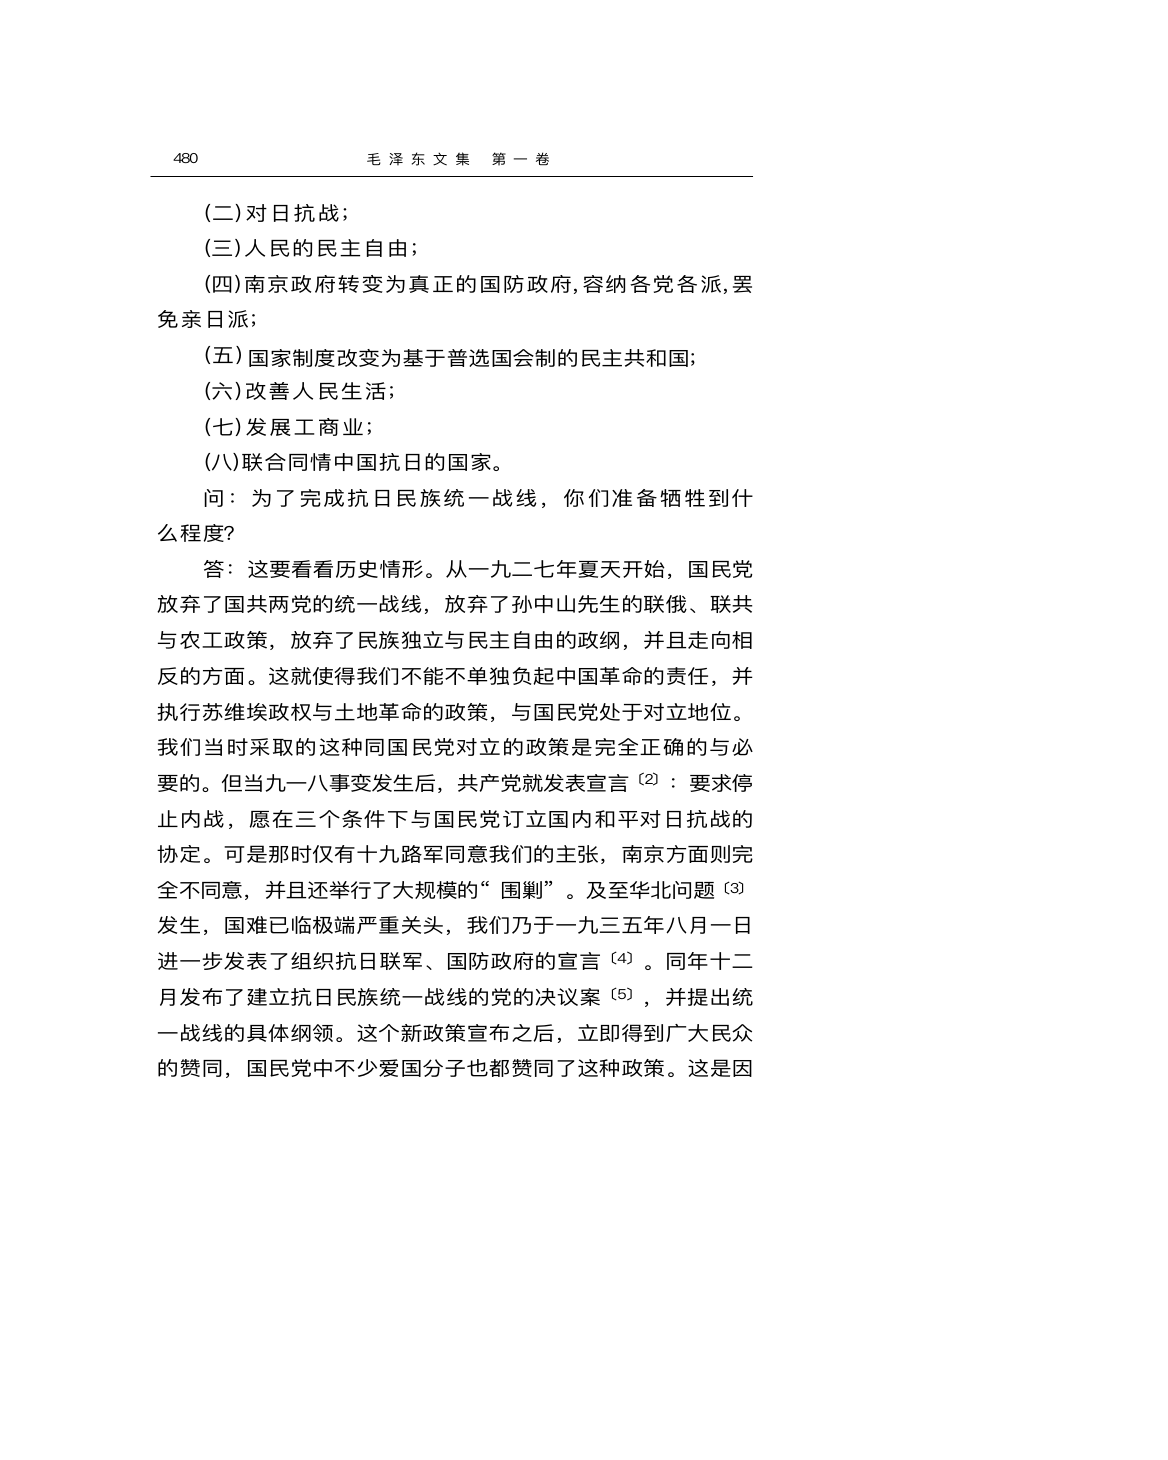 480 毛泽东文集 第一卷
(二)对日抗战;
(三)人民的民主自由;
(四)南京政府转变为真正的国防政府,容纳各党各派,罢
免亲日派;
(五)国家制度改变为基于普选国会制的民主共和国;
(六)改善人民生活;
(七)发展工商业;
(八)联合同情中国抗日的国家。
问：为了完成抗日民族统一战线，你们准备牺牲到什
么程度?
答：这要看看历史情形。从一九二七年夏天开始，国民党
放弃了国共两党的统一战线，放弃了孙中山先生的联俄、联共
与农工政策，放弃了民族独立与民主自由的政纲，并且走向相
反的方面。这就使得我们不能不单独负起中国革命的责任，并
执行苏维埃政权与土地革命的政策，与国民党处于对立地位。
我们当时采取的这种同国民党对立的政策是完全正确的与必
要的。但当九一八事变发生后，共产党就发表宣言〔2〕：要求停
止内战，愿在三个条件下与国民党订立国内和平对日抗战的
协定。可是那时仅有十九路军同意我们的主张，南京方面则完
全不同意，并且还举行了大规模的“围剿”。及至华北问题〔3〕
发生，国难已临极端严重关头，我们乃于一九三五年八月一日
进一步发表了组织抗日联军、国防政府的宣言〔4〕。同年十二
月发布了建立抗日民族统一战线的党的决议案〔5〕，并提出统
一战线的具体纲领。这个新政策宣布之后，立即得到广大民众
的赞同，国民党中不少爱国分子也都赞同了这种政策。这是因